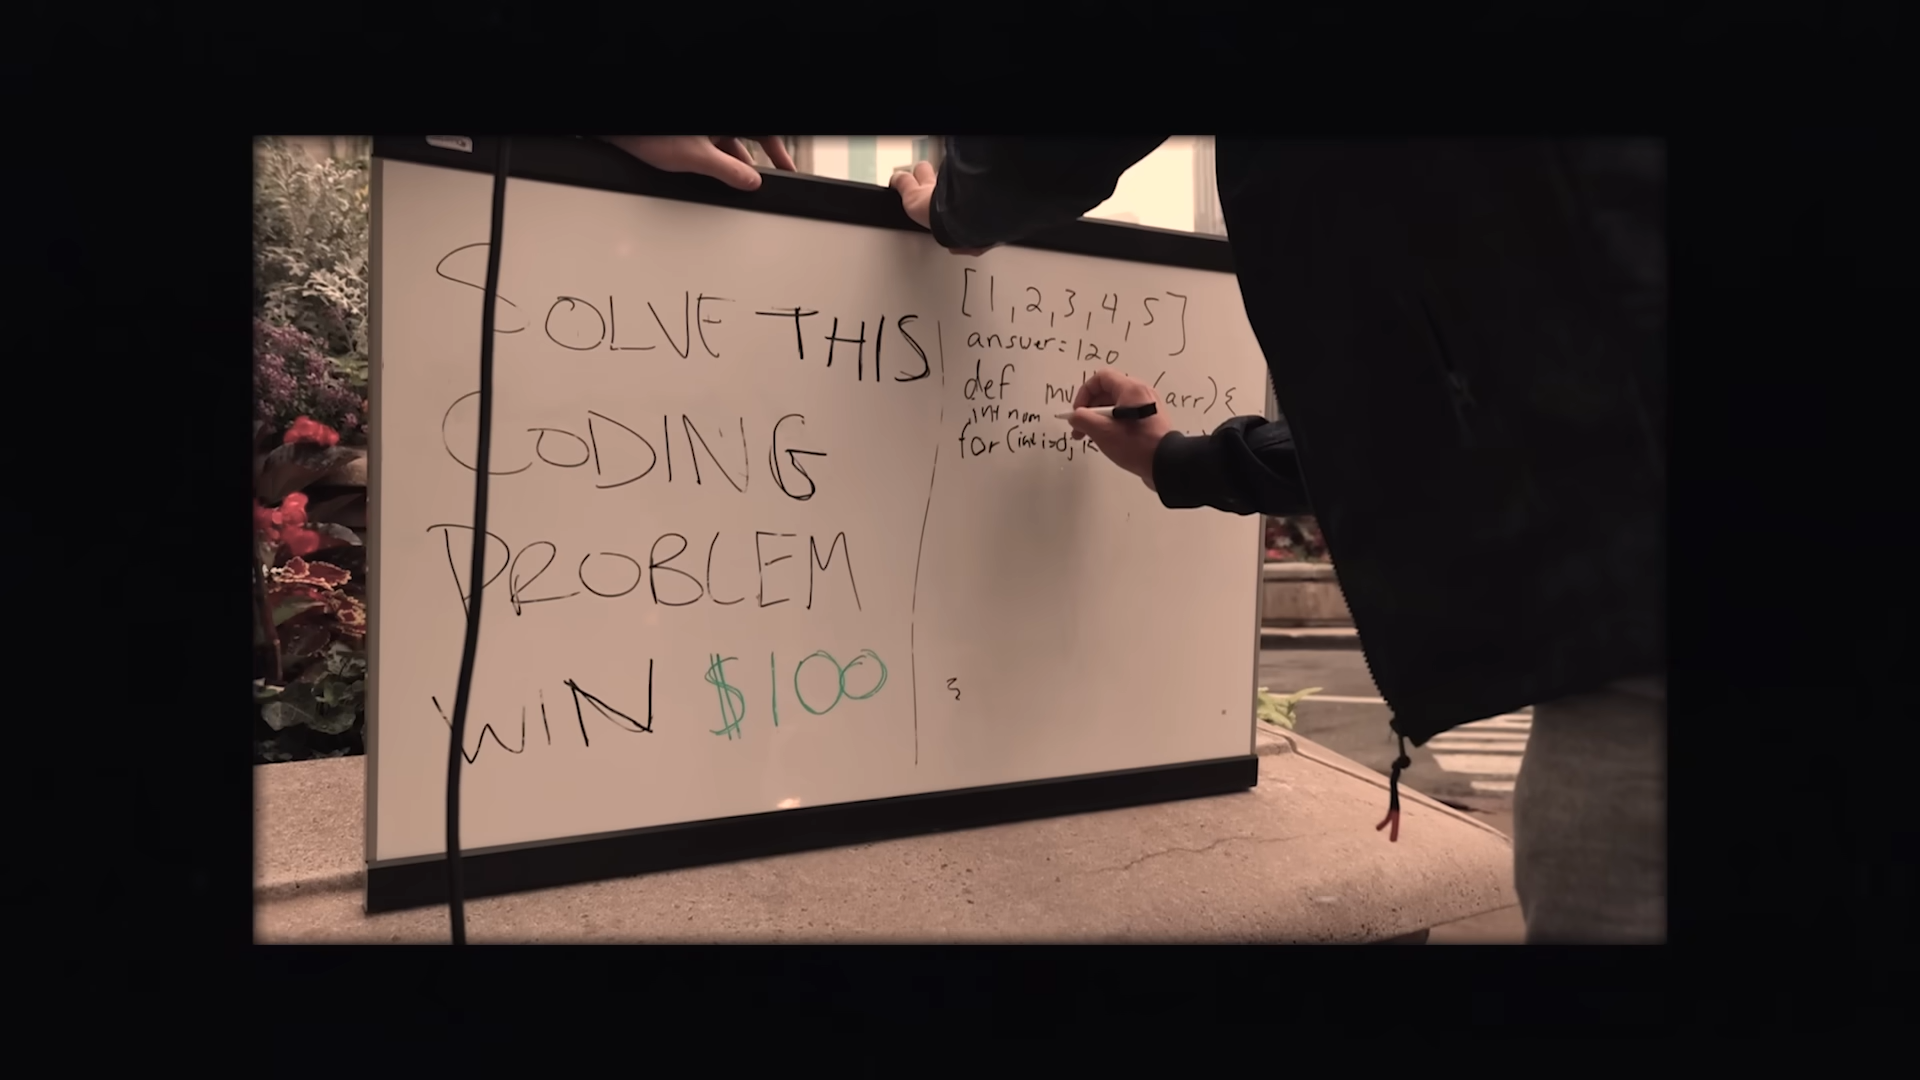 SOLVE THIS
CODING
PROBLEM
WIN $100
[1,2,3,4,5]
answer=120
def (arr){
int num
for(int i=0;
}